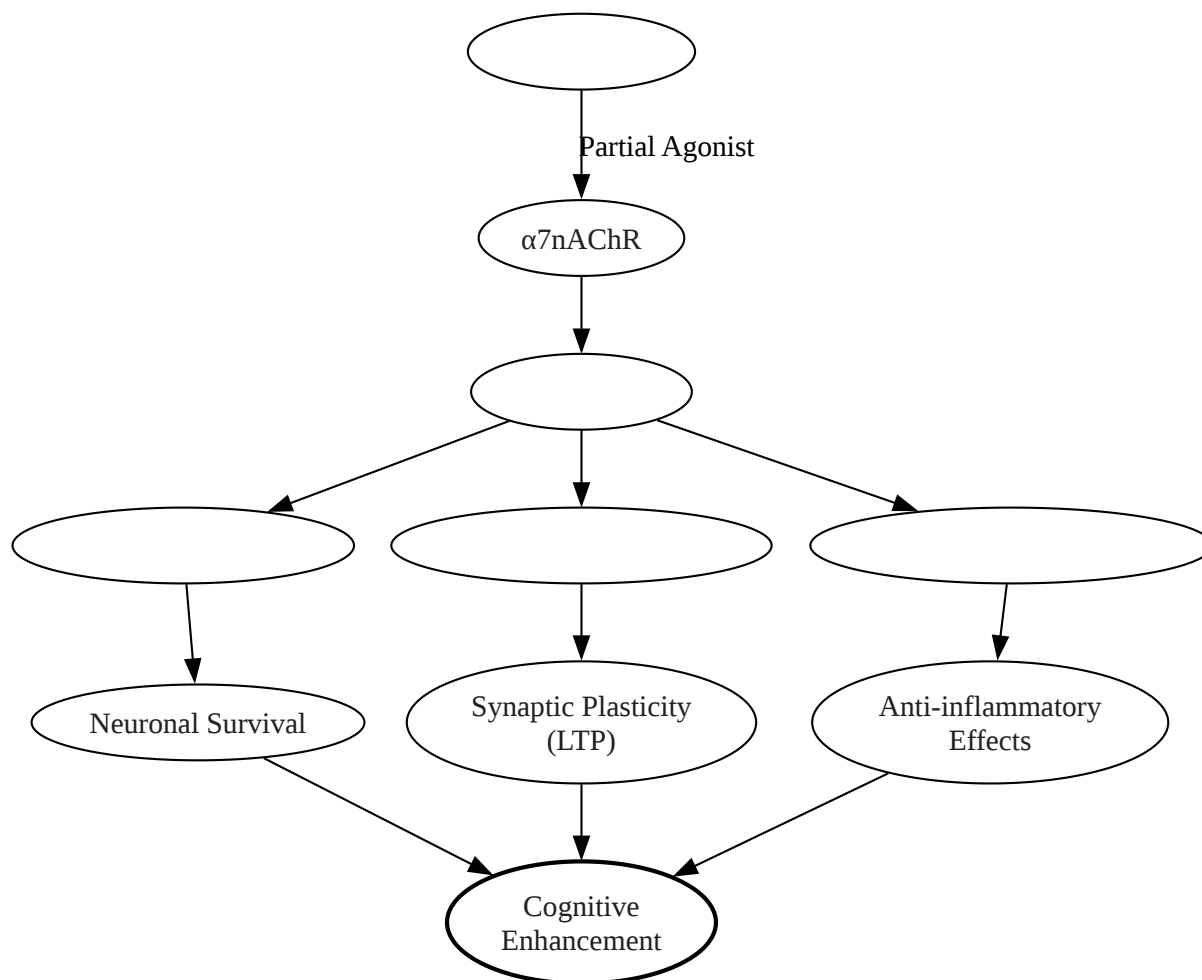 Partial Agonist
α7nAChR
Neuronal Survival
Synaptic Plasticity
(LTP)
Anti-inflammatory
Effects
Cognitive
Enhancement